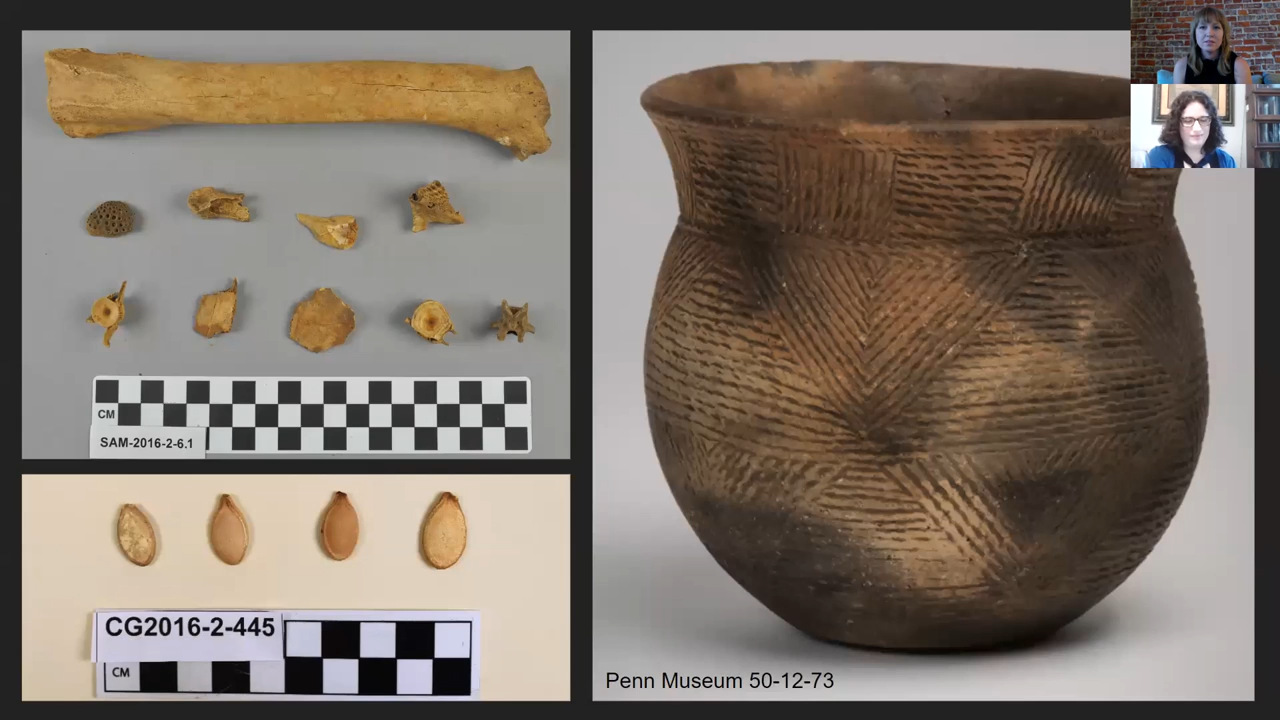 CM
SAM-2016-2-6.1
CG2016-2-445
CM
Penn Museum 50-12-73